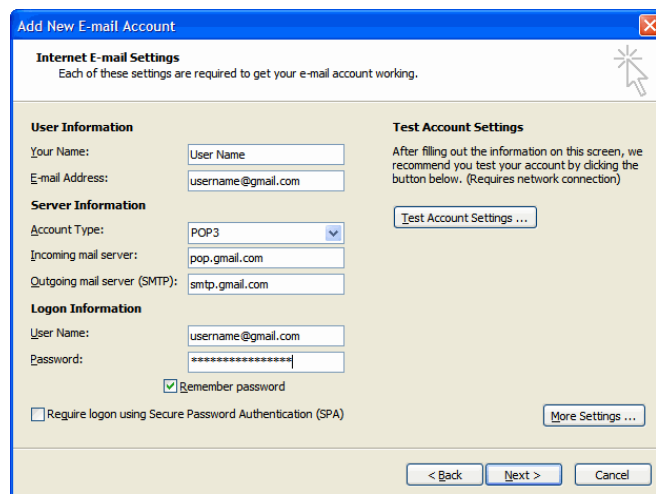 Add New E-mail Account
Internet E-mail Settings
Each of these settings are required to get your e-mail account working.
User Information
Your Name: User Name
E-mail Address: username@gmail.com
Server Information
Account Type: POP3
Incoming mail server: pop.gmail.com
Outgoing mail server (SMTP): smtp.gmail.com
Logon Information
User Name: username@gmail.com
Password: ****************
Remember password
Require logon using Secure Password Authentication (SPA)
Test Account Settings
After filling out the information on this screen, we
recommend you test your account by clicking the
button below. (Requires network connection)
Test Account Settings ...
More Settings ...
< Back
Next >
Cancel